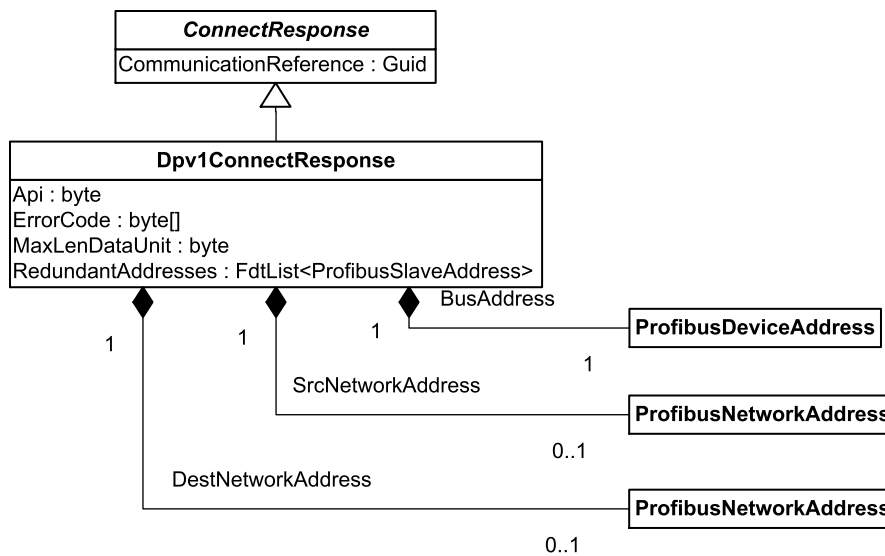 ConnectResponse
CommunicationReference : Guid
Dpv1ConnectResponse
Api : byte
ErrorCode : byte[]
MaxLenDataUnit : byte
RedundantAddresses : FdtList<ProfibusSlaveAddress>
BusAddress
1
1
1
ProfibusDeviceAddress
1
SrcNetworkAddress
ProfibusNetworkAddress
0..1
DestNetworkAddress
ProfibusNetworkAddress
0..1